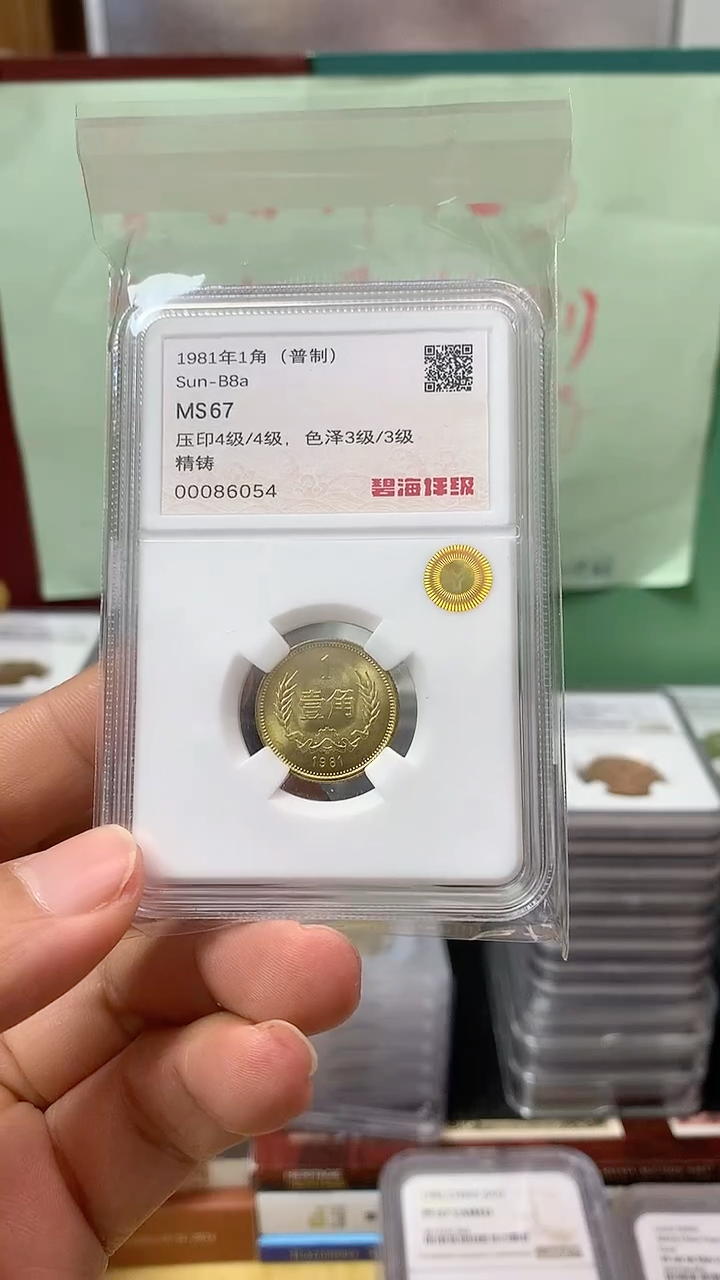 1981年1角（普制）
Sun-B8a
MS67
压印4级/4级，色泽3级/3级
精铸
00086054
碧海评级
1
壹角
1981